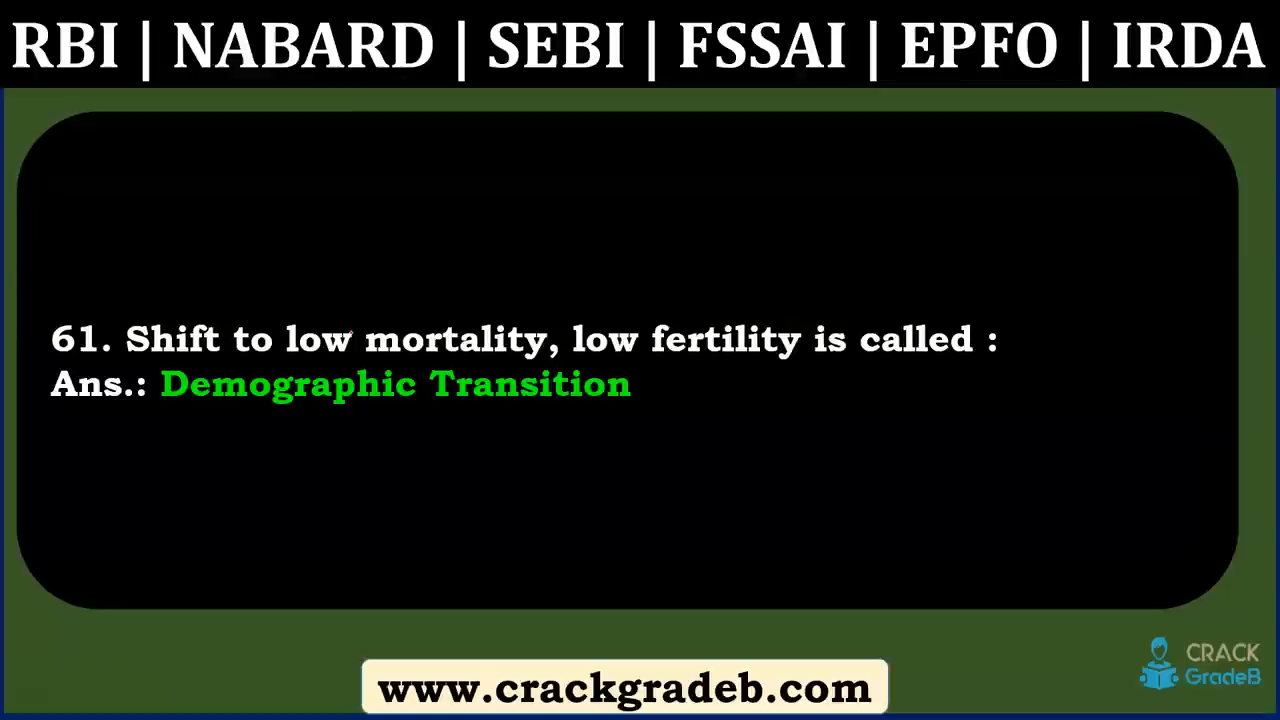 RBI | NABARD | SEBI | FSSAI | EPFO | IRDA
61. Shift to low mortality, low fertility is called :
Ans.: Demographic Transition
CRACK
GradeB
www.crackgradeb.com